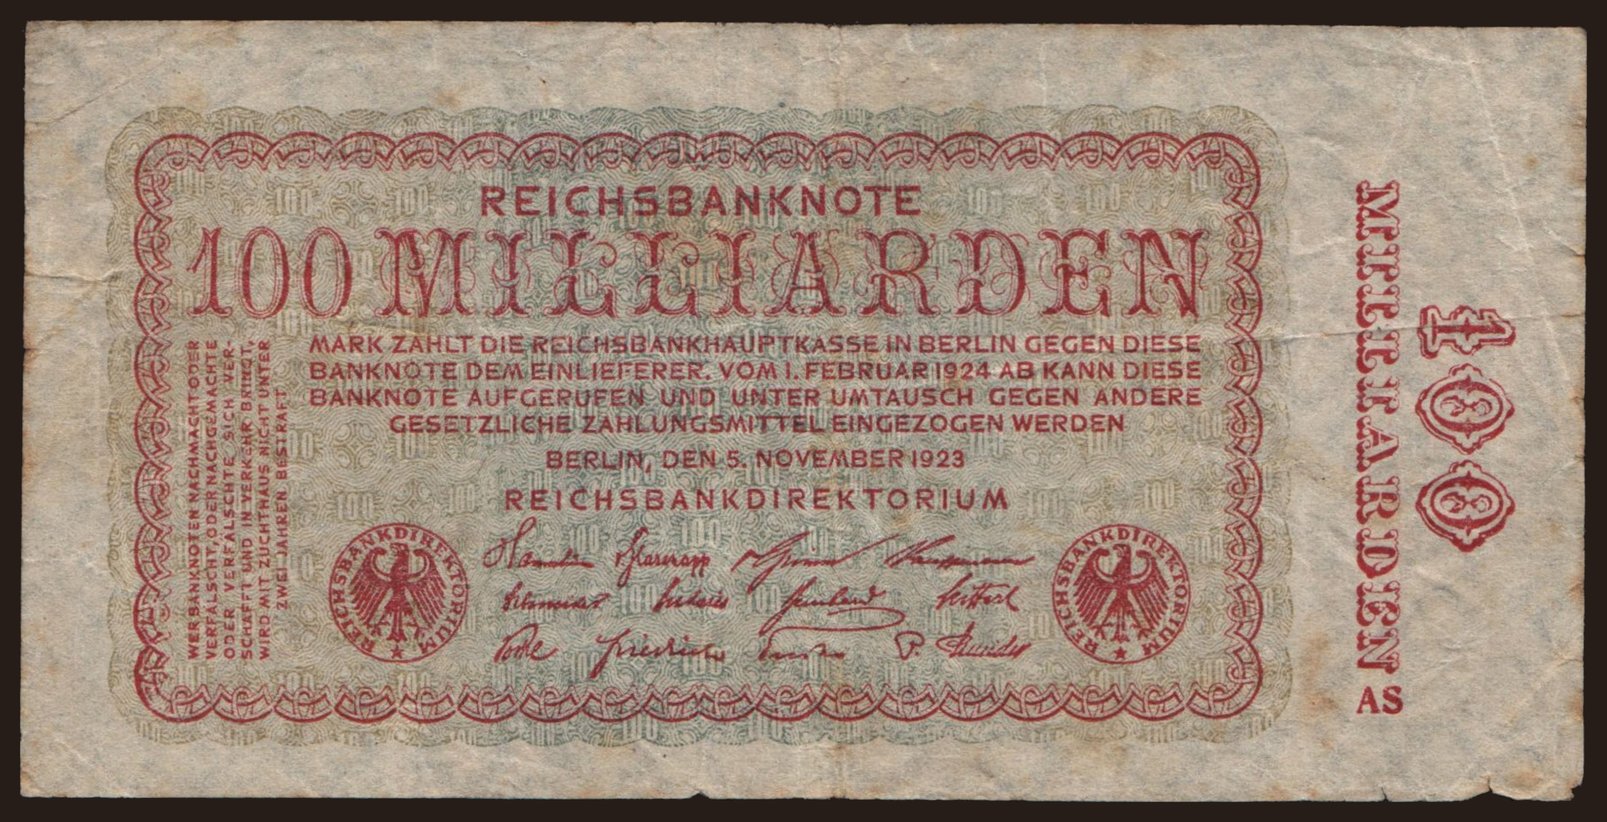 REICHSBANKNOTE
100 MILLIARDEN
MARK ZAHLT DIE REICHSBANKHAUPTKASSE IN BERLIN GEGEN DIESE
BANKNOTE DEM EINLIEFERER. VOM 1. FEBRUAR 1924 AB KANN DIESE
BANKNOTE AUFGERUFEN UND UNTER UMTAUSCH GEGEN ANDERE
GESETZLICHE ZAHLUNGSMITTEL EINGEZOGEN WERDEN
BERLIN, DEN 5. NOVEMBER 1923
REICHSBANKDIREKTORIUM
REICHSBANKDIREKTORIUM
REICHSBANKDIREKTORIUM
WER BANKNOTEN NACHMACHT ODER
VERFÄLSCHT, ODER NACHGEMACHTE
ODER VERFÄLSCHTE SICH VER-
SCHAFFT UND IN VERKEHR BRINGT,
WIRD MIT ZUCHTHAUS NICHT UNTER
ZWEI JAHREN BESTRAFT
100
MILLIARDEN
AS